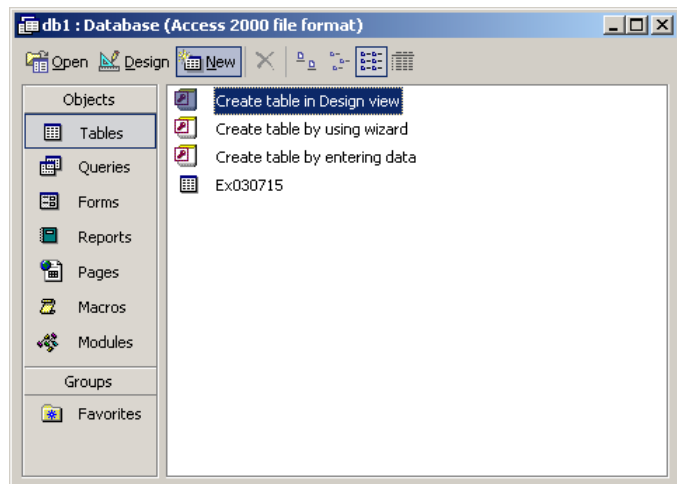 db1 : Database (Access 2000 file format)
Open Design New
Objects
Tables
Queries
Forms
Reports
Pages
Macros
Modules
Groups
Favorites
Create table in Design view
Create table by using wizard
Create table by entering data
Ex030715